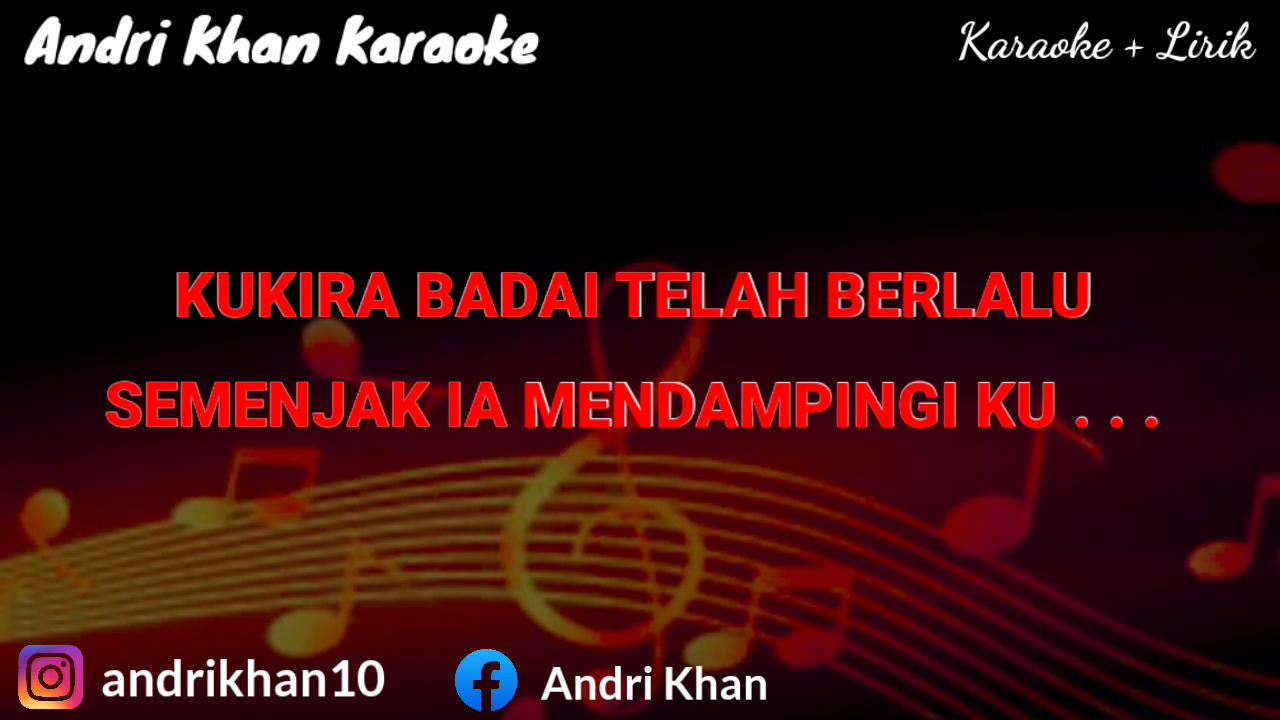 Andri Khan Karaoke
Karaoke + Lirik
KUKIRA BADAI TELAH BERLALU
SEMENJAK IA MENDAMPINGI KU . . .
andrikhan10
Andri Khan